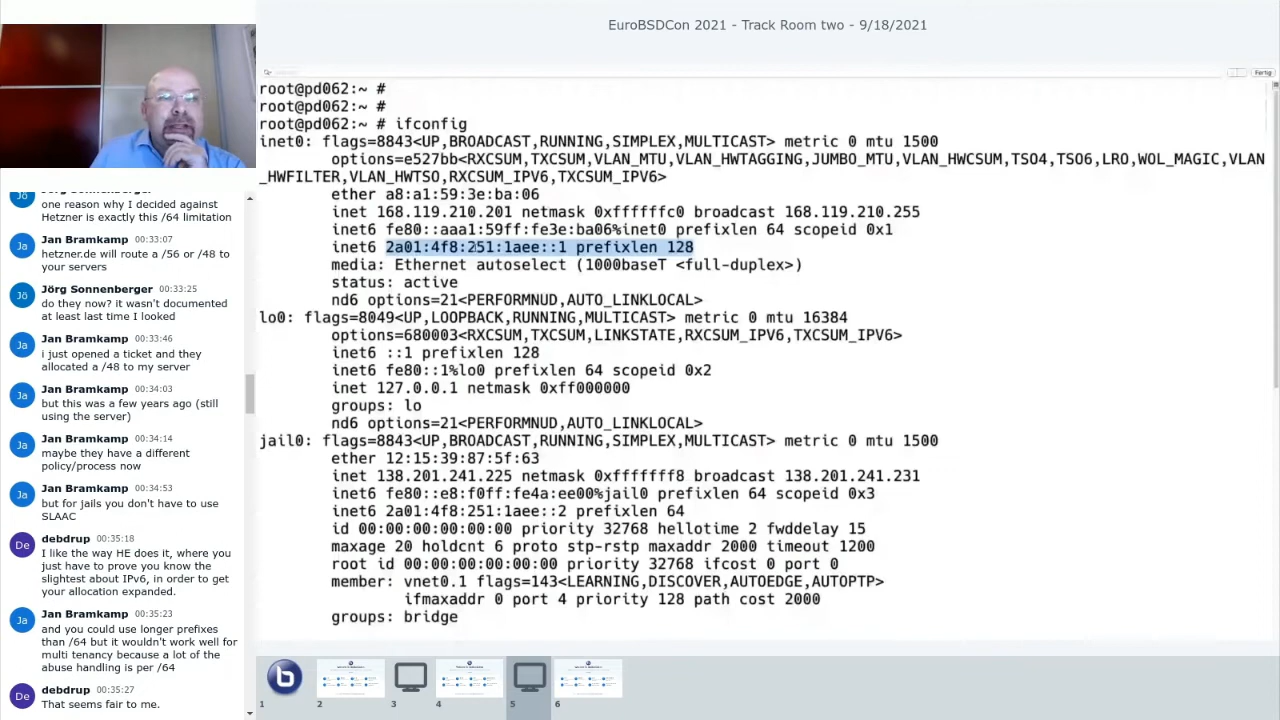 EuroBSDCon 2021 - Track Room two - 9/18/2021
Fertig
root@pd062:~ #
root@pd062:~ #
root@pd062:~ # ifconfig
inet0: flags=8843<UP,BROADCAST,RUNNING,SIMPLEX,MULTICAST> metric 0 mtu 1500
options=e527bb<RXCSUM,TXCSUM,VLAN_MTU,VLAN_HWTAGGING,JUMBO_MTU,VLAN_HWCSUM,TSO4,TSO6,LRO,WOL_MAGIC,VLAN
_HWFILTER,VLAN_HWTSO,RXCSUM_IPV6,TXCSUM_IPV6>
ether a8:a1:59:3e:ba:06
inet 168.119.210.201 netmask 0xffffffc0 broadcast 168.119.210.255
inet6 fe80::aaa1:59ff:fe3e:ba06%inet0 prefixlen 64 scopeid 0x1
inet6 2a01:4f8:251:1aee::1 prefixlen 128
media: Ethernet autoselect (1000baseT <full-duplex>)
status: active
nd6 options=21<PERFORMNUD,AUTO_LINKLOCAL>
lo0: flags=8049<UP,LOOPBACK,RUNNING,MULTICAST> metric 0 mtu 16384
options=680003<RXCSUM,TXCSUM,LINKSTATE,RXCSUM_IPV6,TXCSUM_IPV6>
inet6 ::1 prefixlen 128
inet6 fe80::1%lo0 prefixlen 64 scopeid 0x2
inet 127.0.0.1 netmask 0xff000000
groups: lo
nd6 options=21<PERFORMNUD,AUTO_LINKLOCAL>
jail0: flags=8843<UP,BROADCAST,RUNNING,SIMPLEX,MULTICAST> metric 0 mtu 1500
ether 12:15:39:87:5f:63
inet 138.201.241.225 netmask 0xfffffff8 broadcast 138.201.241.231
inet6 fe80::e8:f0ff:fe4a:ee00%jail0 prefixlen 64 scopeid 0x3
inet6 2a01:4f8:251:1aee::2 prefixlen 64
id 00:00:00:00:00:00 priority 32768 hellotime 2 fwddelay 15
maxage 20 holdcnt 6 proto stp-rstp maxaddr 2000 timeout 1200
root id 00:00:00:00:00:00 priority 32768 ifcost 0 port 0
member: vnet0.1 flags=143<LEARNING,DISCOVER,AUTOEDGE,AUTOPTP>
ifmaxaddr 0 port 4 priority 128 path cost 2000
groups: bridge
Jö
Jörg Sonnenberger
one reason why I decided against
Hetzner is exactly this /64 limitation
Ja
Jan Bramkamp 00:33:07
hetzner.de will route a /56 or /48 to
your servers
Jö
Jörg Sonnenberger 00:33:25
do they now? it wasn't documented
at least last time I looked
Ja
Jan Bramkamp 00:33:46
i just opened a ticket and they
allocated a /48 to my server
Ja
Jan Bramkamp 00:34:03
but this was a few years ago (still
using the server)
Ja
Jan Bramkamp 00:34:14
maybe they have a different
policy/process now
Ja
Jan Bramkamp 00:34:53
but for jails you don't have to use
SLAAC
De
debdrup 00:35:18
I like the way HE does it, where you
just have to prove you know the
slightest about IPv6, in order to get
your allocation expanded.
Ja
Jan Bramkamp 00:35:23
and you could use longer prefixes
than /64 but it wouldn't work well for
multi tenancy because a lot of the
abuse handling is per /64
De
debdrup 00:35:27
That seems fair to me.
b
1
2
3
4
5
6